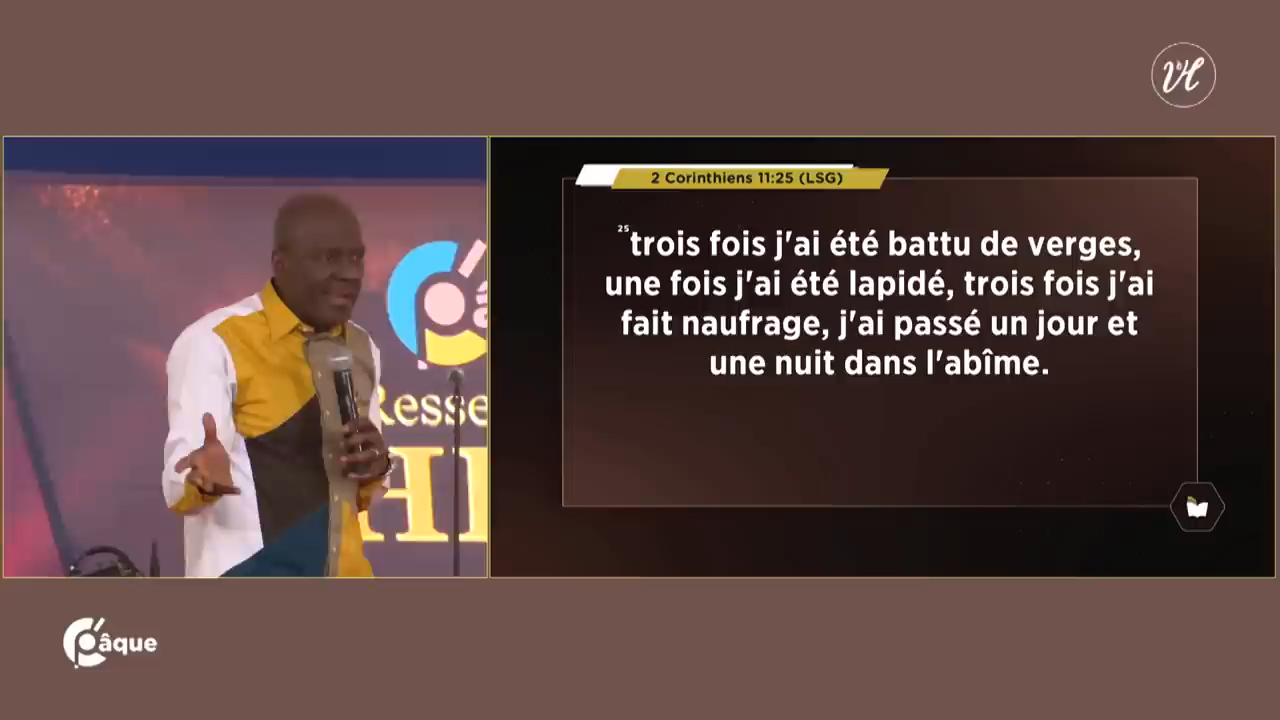 VH
2 Corinthiens 11:25 (LSG)
25 trois fois j'ai été battu de verges,
une fois j'ai été lapidé, trois fois j'ai
fait naufrage, j'ai passé un jour et
une nuit dans l'abîme.
Pâque